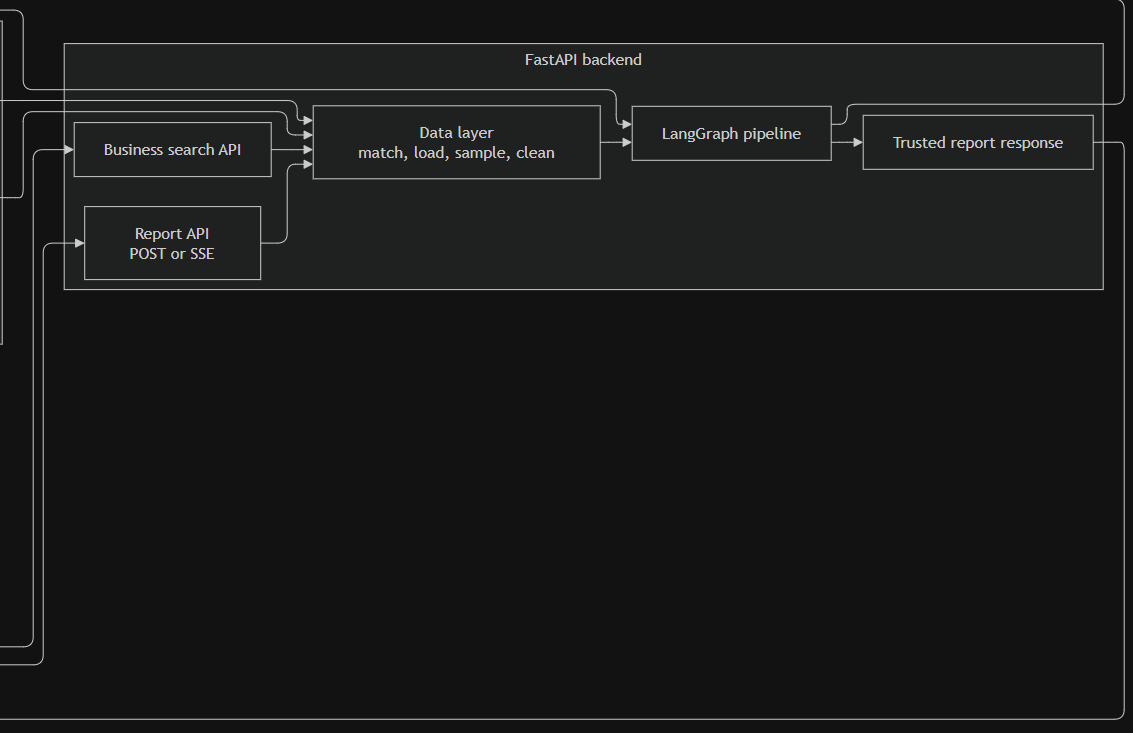 FastAPI backend
Data layer
match, load, sample, clean
LangGraph pipeline
Trusted report response
Business search API
Report API
POST or SSE